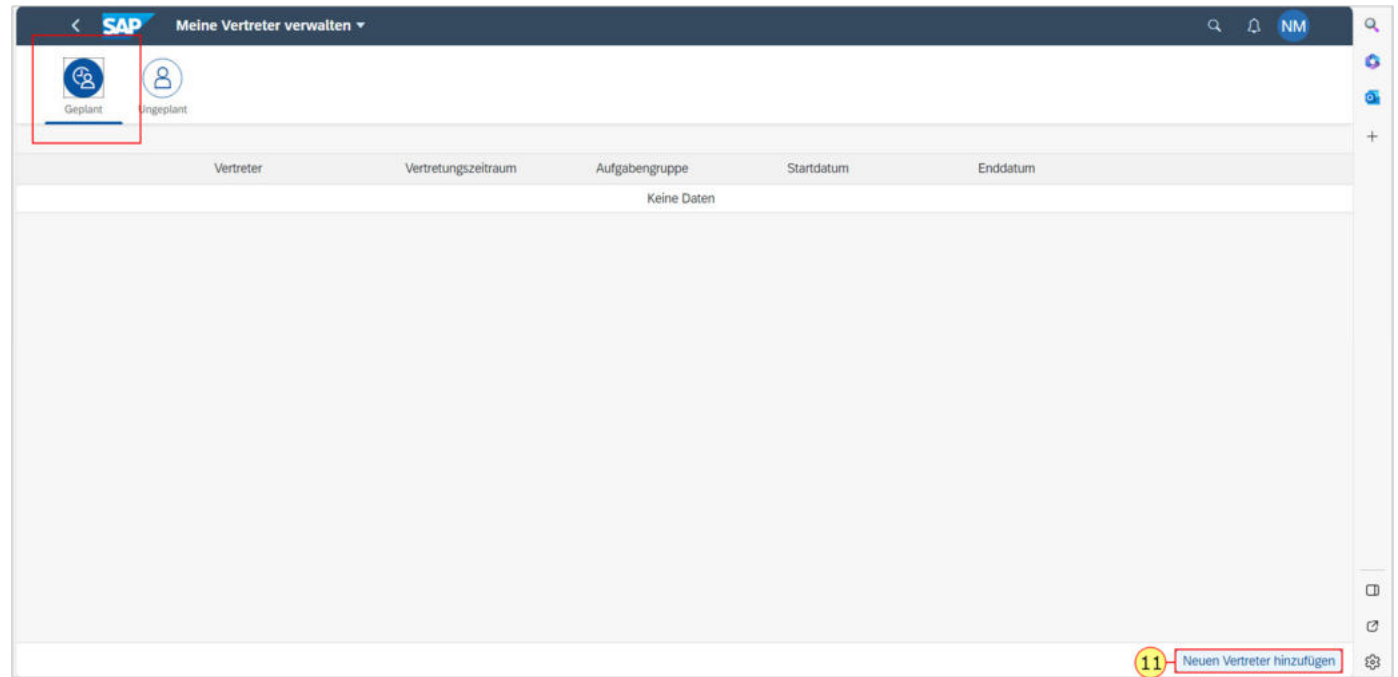 SAP Meine Vertreter verwalten NM
Geplant Ungeplant
Vertreter Vertretungszeitraum Aufgabengruppe Startdatum Enddatum
Keine Daten
11 Neuen Vertreter hinzufügen